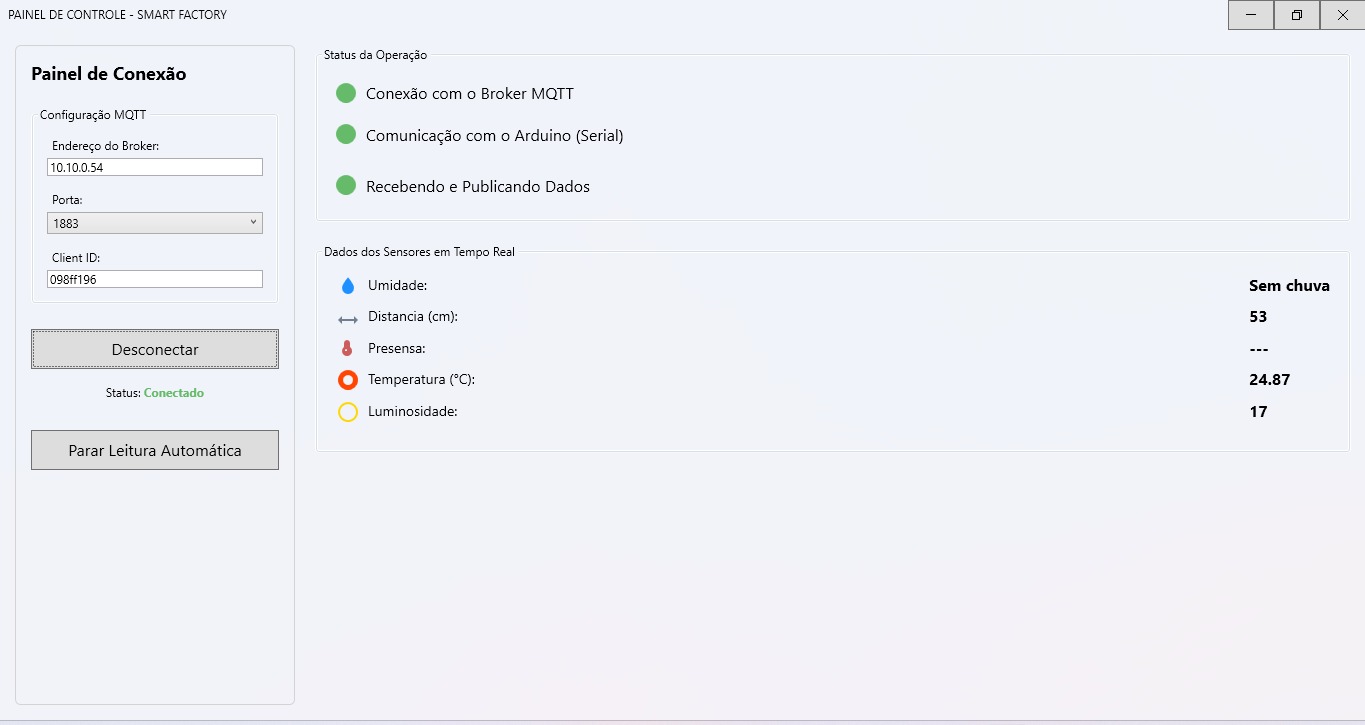 PAINEL DE CONTROLE - SMART FACTORY
Painel de Conexão
Configuração MQTT
Endereço do Broker:
10.10.0.54
Porta:
1883
Client ID:
098ff196
Desconectar
Status: Conectado
Parar Leitura Automática
Status da Operação
Conexão com o Broker MQTT
Comunicação com o Arduino (Serial)
Recebendo e Publicando Dados
Dados dos Sensores em Tempo Real
Umidade: Sem chuva
Distancia (cm): 53
Presensa: ---
Temperatura (°C): 24.87
Luminosidade: 17